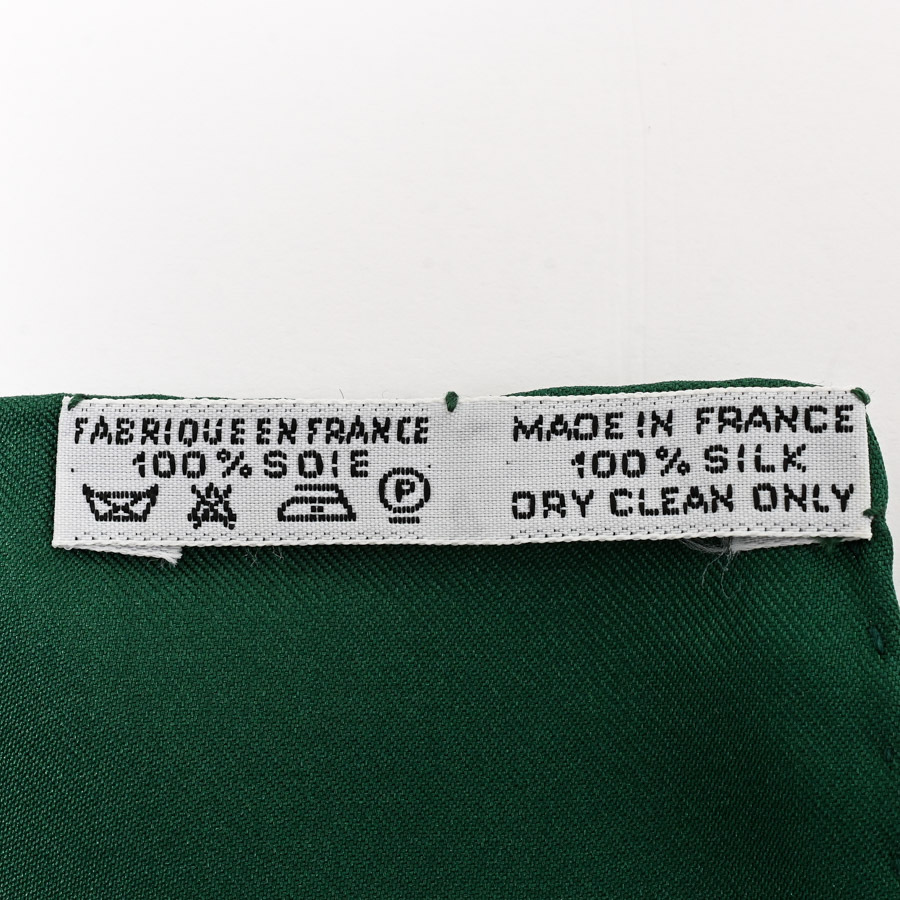 FABRIQUE EN FRANCE
100% SOIE
P
MADE IN FRANCE
100% SILK
DRY CLEAN ONLY